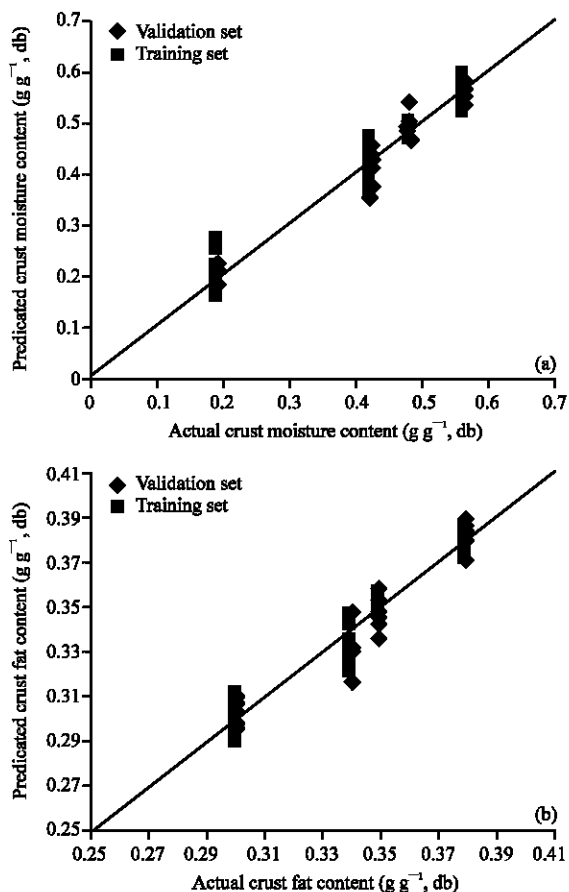 Validation set
Training set
Predicated crust moisture content (g g⁻¹, db)
0.7
0.6
0.5
0.4
0.3
0.2
0.1
0
0 0.1 0.2 0.3 0.4 0.5 0.6 0.7
(a)
Actual crust moisture content (g g⁻¹, db)
Validation set
Training set
Predicated crust fat content (g g⁻¹, db)
0.41
0.39
0.37
0.35
0.33
0.31
0.29
0.25
0.25 0.27 0.29 0.31 0.33 0.35 0.37 0.38 0.41
(b)
Actual crust fat content (g g⁻¹, db)